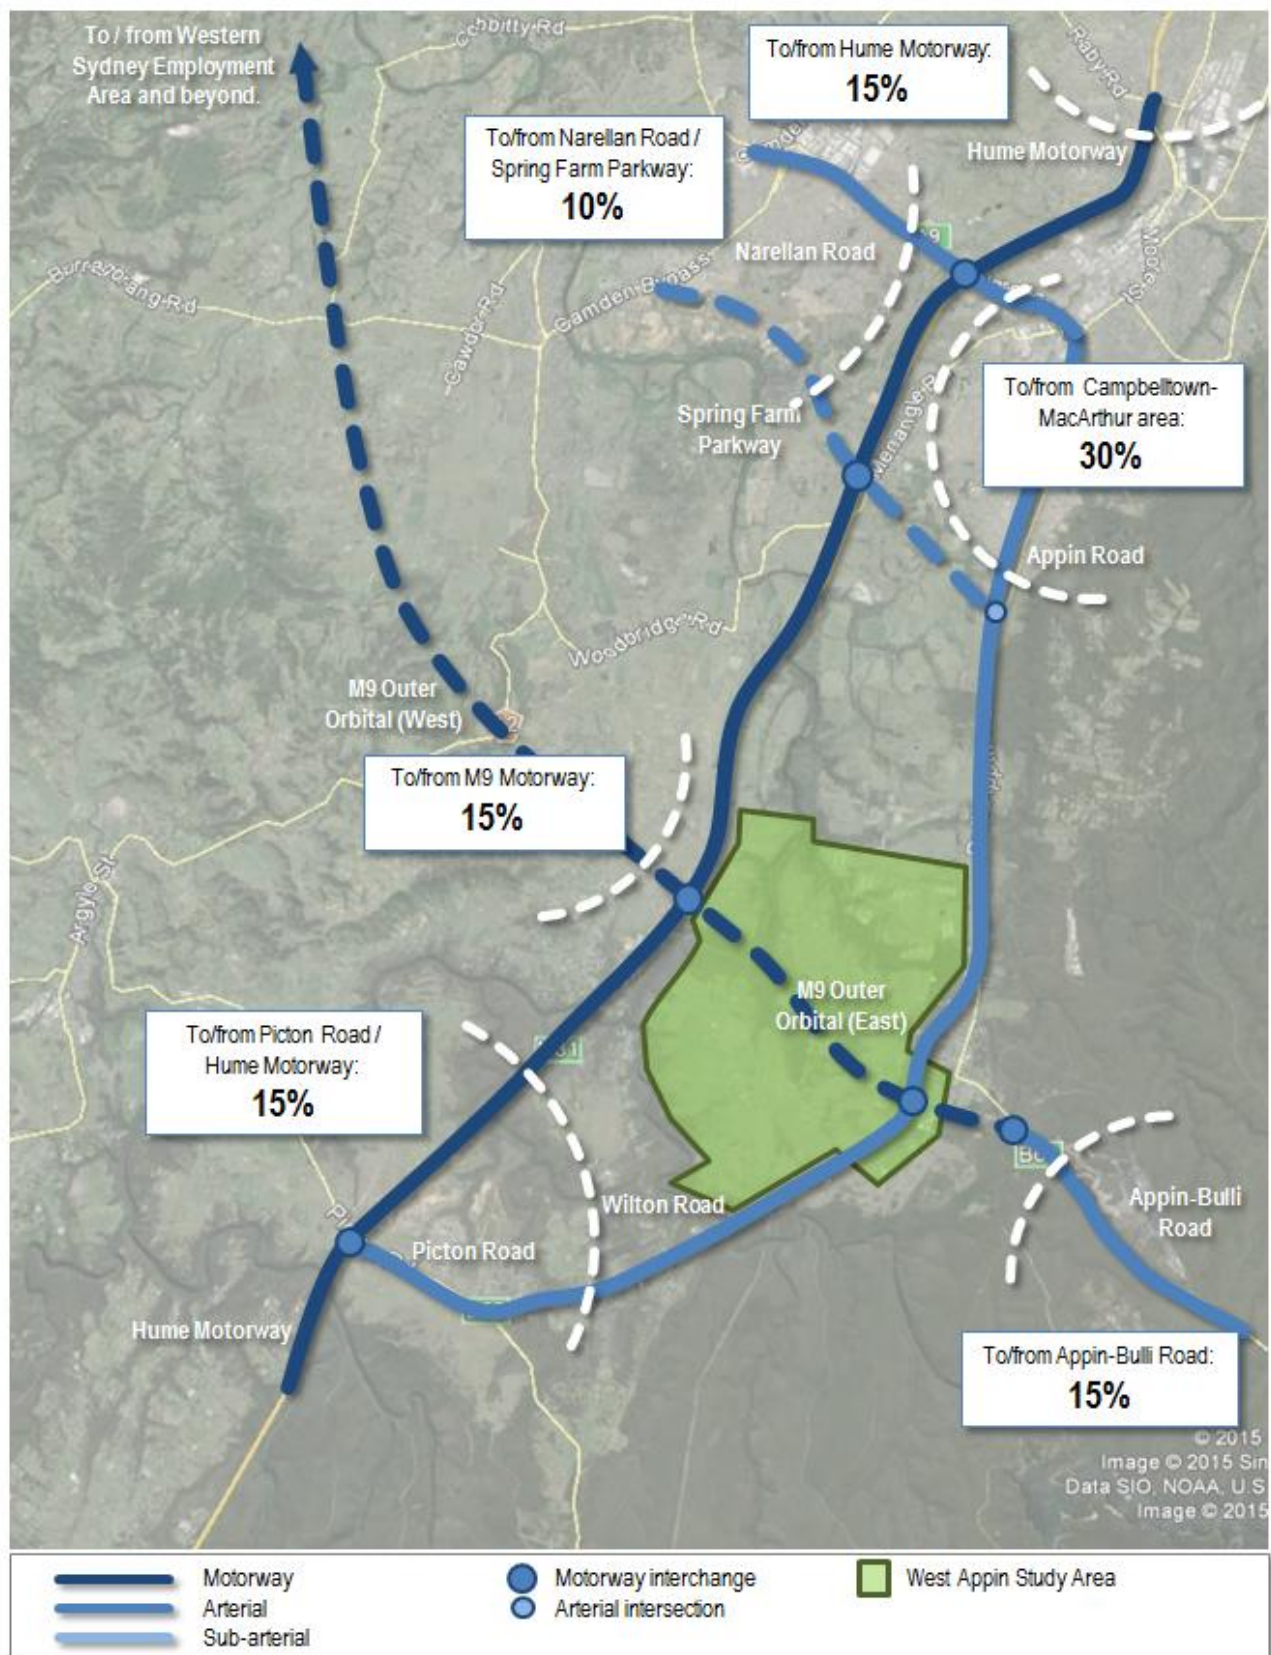 To / from Western
Sydney Employment
Area and beyond.
Cobbitty Rd
To/from Hume Motorway:
15%
Raby Rd
Hume Motorway
To/from Narellan Road /
Spring Farm Parkway:
10%
Narellan Road
Moore St
Burragorang Rd
Cawdor Rd
Camden Bypass
Spring Farm
Parkway
To/from Campbelltown-
MacArthur area:
30%
Appin Road
Woodbridge Rd
M9 Outer
Orbital (West)
To/from M9 Motorway:
15%
Argyle St
M9 Outer
Orbital (East)
To/from Picton Road /
Hume Motorway:
15%
Wilton Road
Picton Road
Hume Motorway
Appin-Bulli
Road
To/from Appin-Bulli Road:
15%
© 2015
Image © 2015 Sin
Data SIO, NOAA, U.S
Image © 2015
Motorway
Arterial
Sub-arterial
Motorway interchange
Arterial intersection
West Appin Study Area